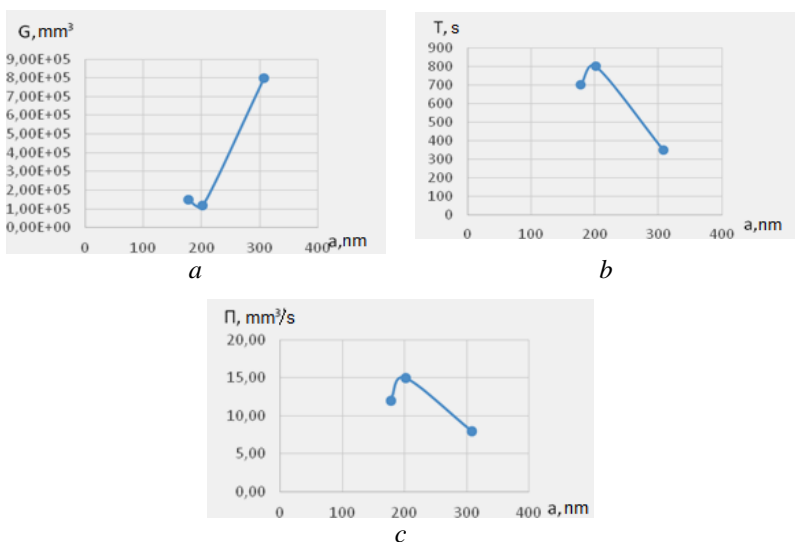 G, mm³
9,00E+05
8,00E+05
7,00E+05
6,00E+05
5,00E+05
4,00E+05
3,00E+05
2,00E+05
1,00E+05
0,00E+00
0 100 200 300 400 a,nm
a
T, s
900
800
700
600
500
400
300
200
100
0
0 100 200 300 400 a,nm
b
П, mm³/s
20,00
15,00
10,00
5,00
0,00
0 100 200 300 400 a,nm
c